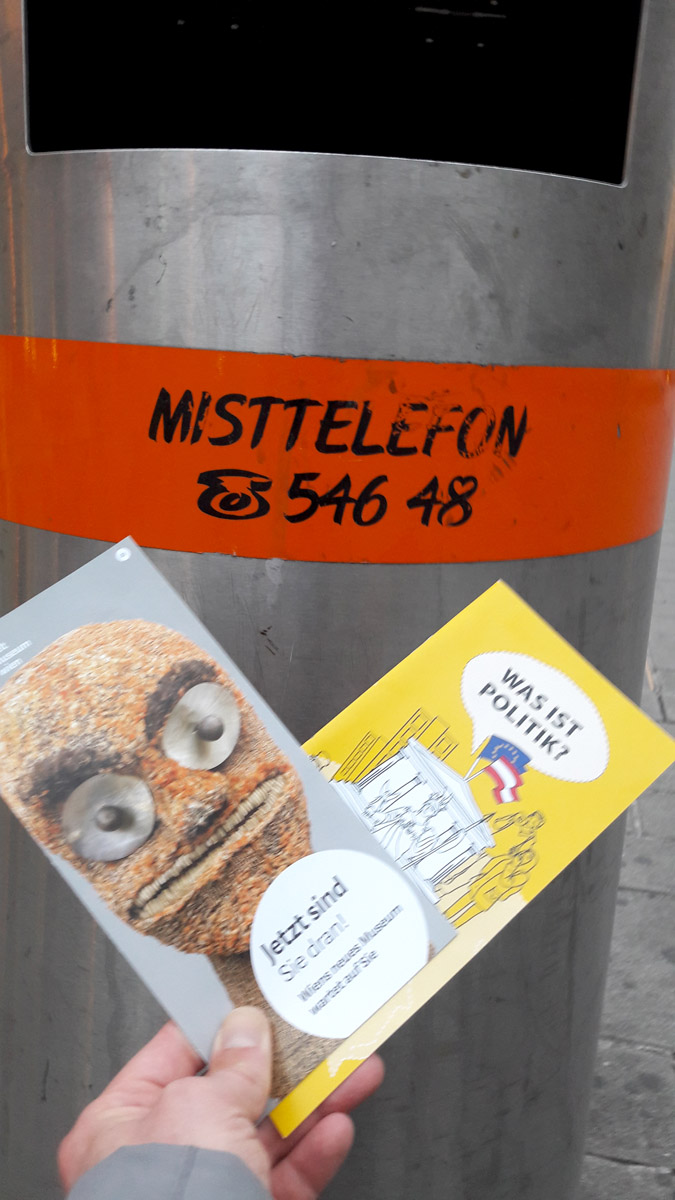 MISTTELEFON
546 48
WAS IST
POLITIK?
Jetzt sind
Sie dran!
Wiens neues Museum
wartet auf Sie